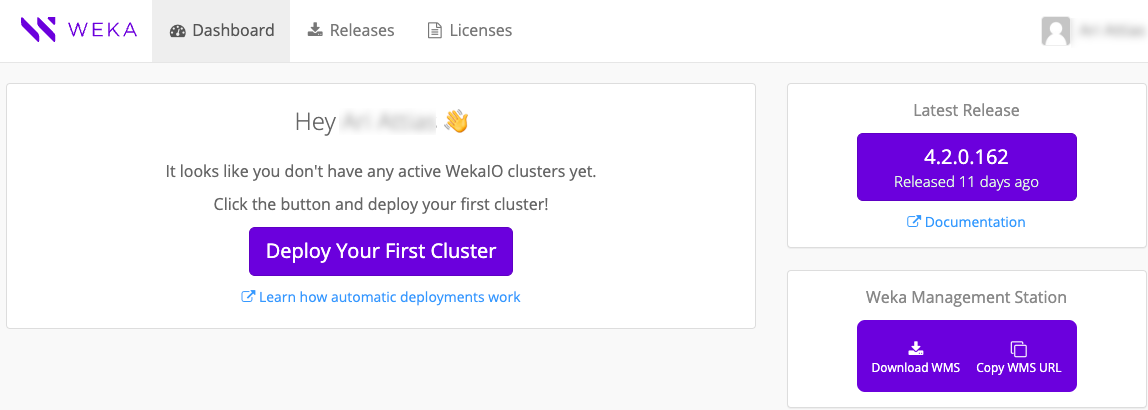 WEKA
Dashboard
Releases
Licenses
Hey
It looks like you don't have any active WekaIO clusters yet.
Click the button and deploy your first cluster!
Deploy Your First Cluster
Learn how automatic deployments work
Latest Release
4.2.0.162
Released 11 days ago
Documentation
Weka Management Station
Download WMS
Copy WMS URL